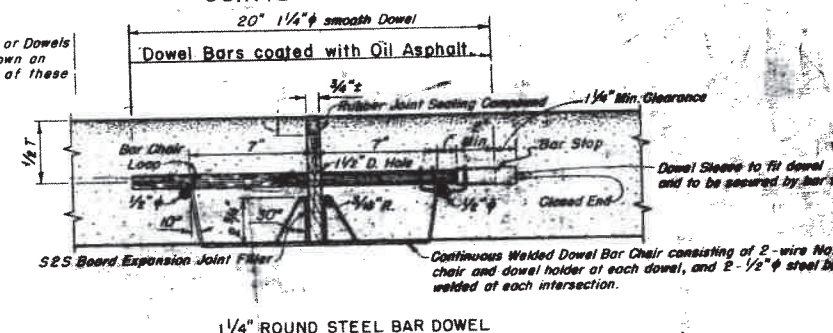 20" 1¼"ϕ smooth Dowel
or Dowels
own on
of these
Dowel Bars coated with Oil Asphalt.
¾"±
Rubber Joint Sealing Compound
1¼" Min. Clearance
½ T
Bar Chair
Loop
7"
7"
2"
Min.
Bar Stop
1½" D. Hole
Dowel Sleeve to fit dowel
and to be secured by bar
½"ϕ
½"ϕ
Closed End
10"
30°
3/16" R.
S2S Board Expansion Joint Filler
Continuous Welded Dowel Bar Chair consisting of 2-wire No.
chair and dowel holder at each dowel, and 2-½"ϕ steel
welded at each intersection.
1¼" ROUND STEEL BAR DOWEL